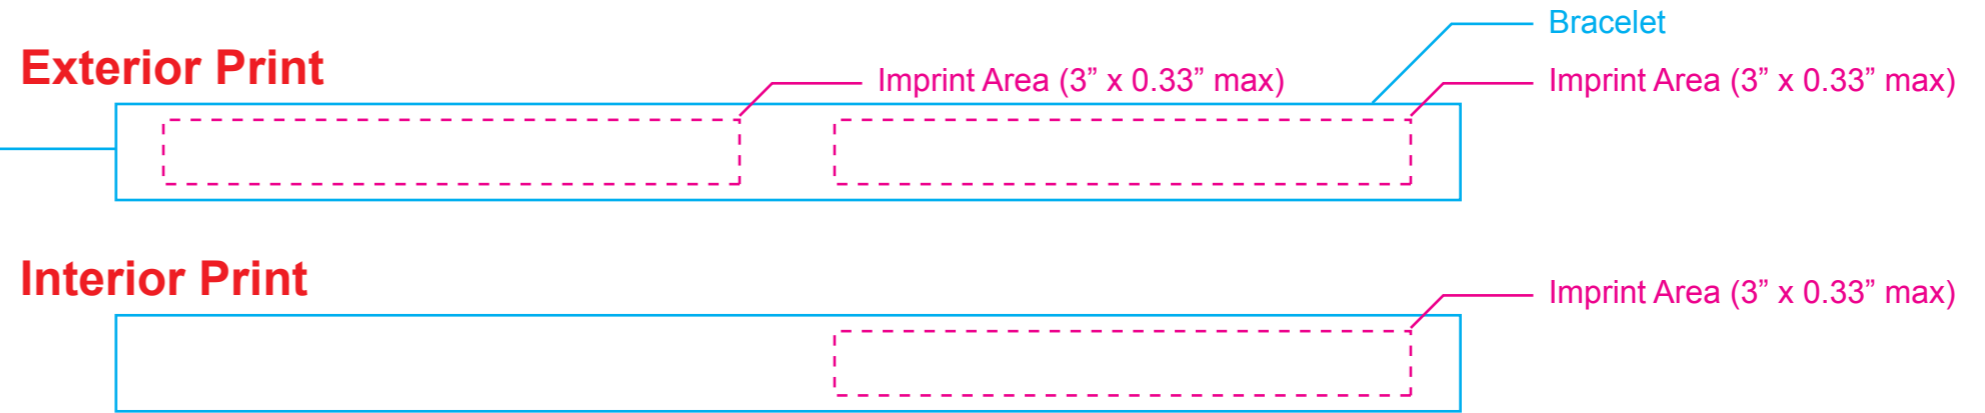 Bracelet
Exterior Print
Imprint Area (3” x 0.33” max)
Imprint Area (3” x 0.33” max)
Interior Print
Imprint Area (3” x 0.33” max)